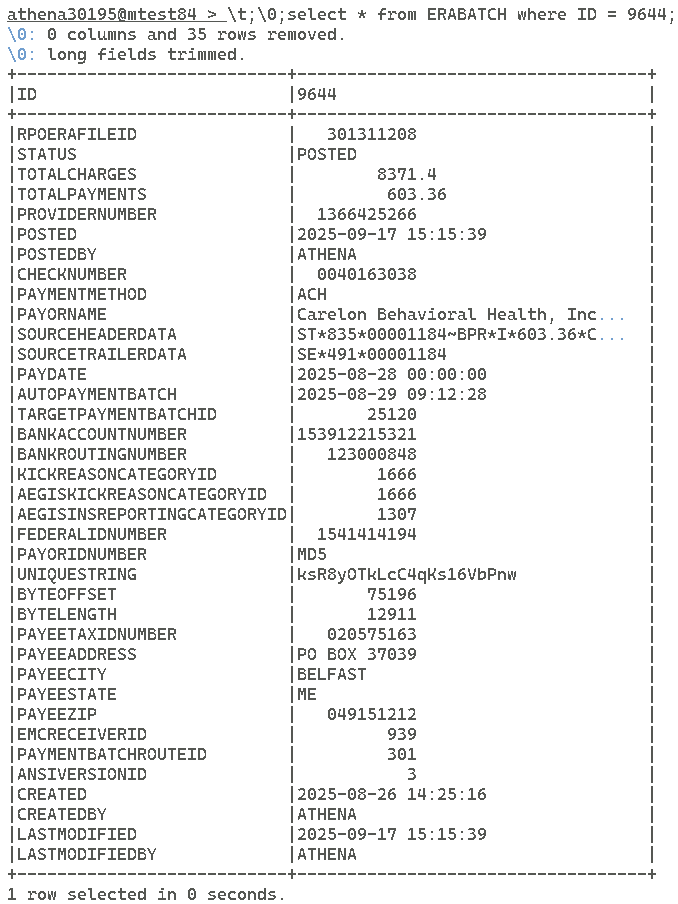 athena30195@mtest84 > \t;\0;select * from ERABATCH where ID = 9644;
\0: 0 columns and 35 rows removed.
\0: long fields trimmed.
+---------------------------+-----------------------------------+
|ID                         |9644                               |
+---------------------------+-----------------------------------+
|RPOERAFILEID               |   301311208                       |
|STATUS                     |POSTED                             |
|TOTALCHARGES               |        8371.4                     |
|TOTALPAYMENTS              |         603.36                    |
|PROVIDERNUMBER             |  1366425266                       |
|POSTED                     |2025-09-17 15:15:39                |
|POSTEDBY                   |ATHENA                             |
|CHECKNUMBER                |  0040163038                       |
|PAYMENTMETHOD              |ACH                                |
|PAYORNAME                  |Carelon Behavioral Health, Inc...  |
|SOURCEHEADERDATA           |ST*835*00001184~BPR*I*603.36*C...  |
|SOURCETRAILERDATA          |SE*491*00001184                    |
|PAYDATE                    |2025-08-28 00:00:00                |
|AUTOPAYMENTBATCH           |2025-08-29 09:12:28                |
|TARGETPAYMENTBATCHID       |       25120                       |
|BANKACCOUNTNUMBER          |153912215321                       |
|BANKROUTINGNUMBER          |   123000848                       |
|KICKREASONCATEGORYID       |        1666                       |
|AEGISKICKREASONCATEGORYID  |        1666                       |
|AEGISINSREPORTINGCATEGORYID|        1307                       |
|FEDERALIDNUMBER            |  1541414194                       |
|PAYORIDNUMBER              |MD5                                |
|UNIQUESTRING               |ksR8yOTkLcC4qKs16VbPnw             |
|BYTEOFFSET                 |       75196                       |
|BYTELENGTH                 |       12911                       |
|PAYEETAXIDNUMBER           |   020575163                       |
|PAYEEADDRESS               |PO BOX 37039                       |
|PAYEECITY                  |BELFAST                            |
|PAYEESTATE                 |ME                                 |
|PAYEEZIP                   |   049151212                       |
|EMCRECEIVERID              |         939                       |
|PAYMENTBATCHROUTEID        |         301                       |
|ANSIVERSIONID              |           3                       |
|CREATED                    |2025-08-26 14:25:16                |
|CREATEDBY                  |ATHENA                             |
|LASTMODIFIED               |2025-09-17 15:15:39                |
|LASTMODIFIEDBY             |ATHENA                             |
+---------------------------+-----------------------------------+
1 row selected in 0 seconds.